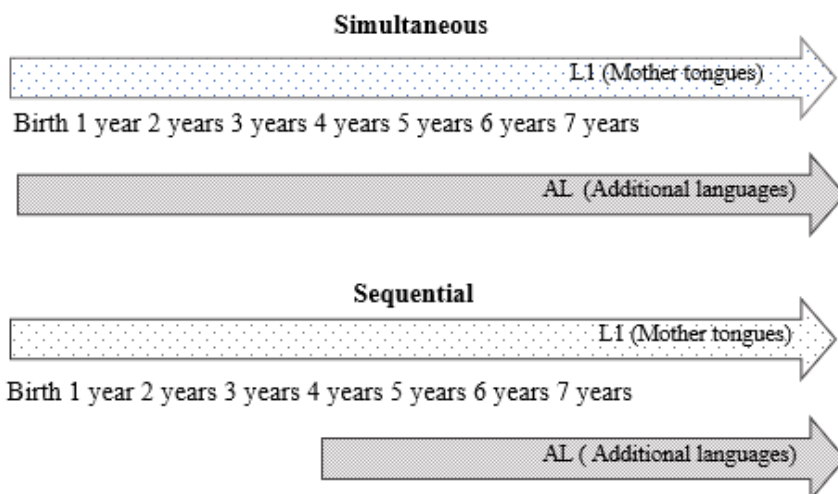 Simultaneous
L1 (Mother tongues)
Birth 1 year 2 years 3 years 4 years 5 years 6 years 7 years
AL (Additional languages)
Sequential
L1 (Mother tongues)
Birth 1 year 2 years 3 years 4 years 5 years 6 years 7 years
AL ( Additional languages)